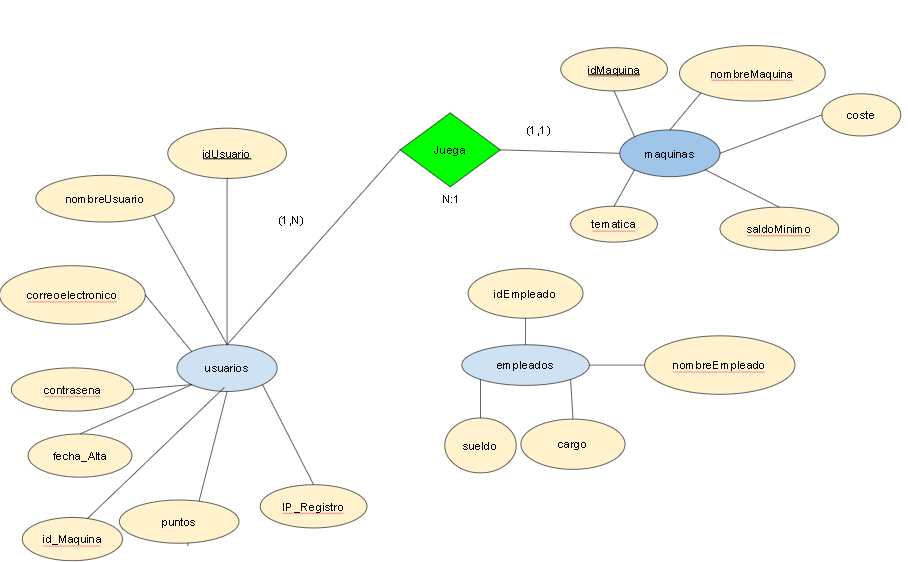 idMaquina
nombreMaquina
coste
(1,1)
idUsuario
Juega
maquinas
nombreUsuario
N:1
(1,N)
tematica
saldoMinimo
correoelectronico
idEmpleado
usuarios
empleados
nombreEmpleado
contrasena
sueldo
cargo
fecha_Alta
id_Maquina
puntos
IP_Registro